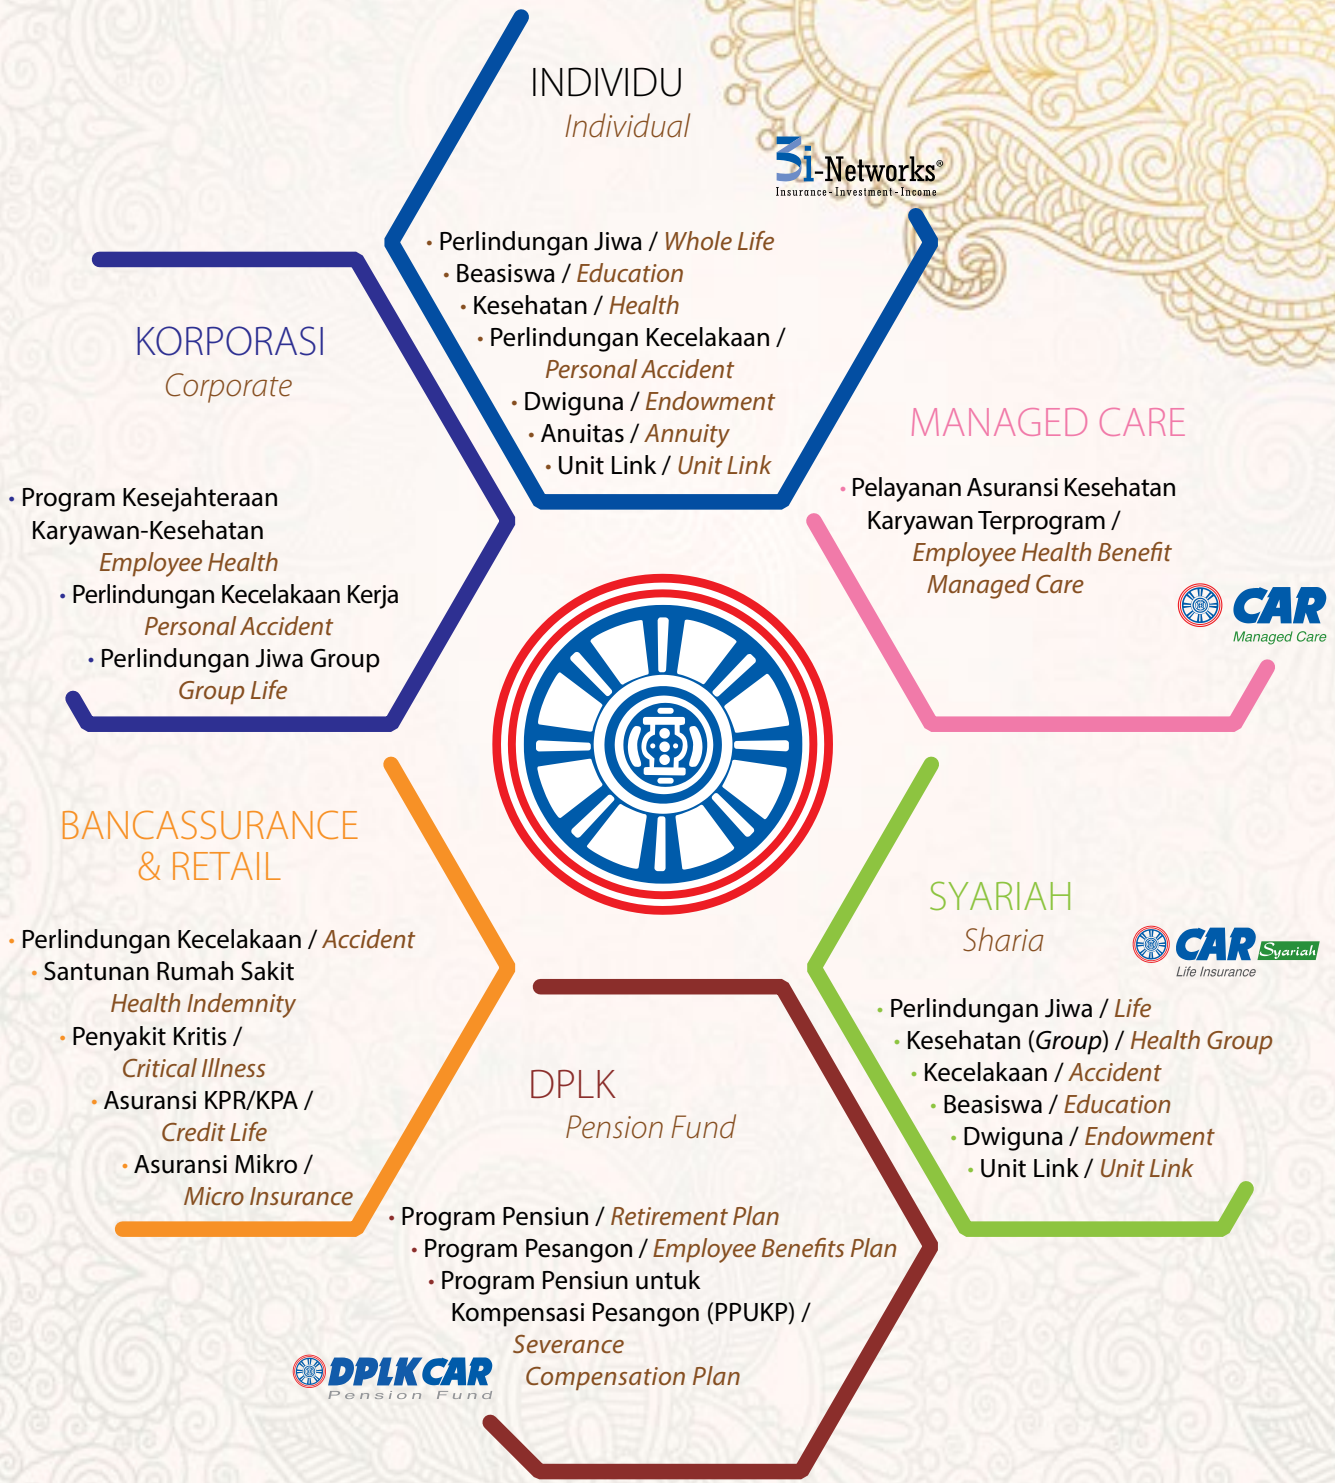 INDIVIDU
Individual
3i-Networks®
Insurance - Investment - Income
• Perlindungan Jiwa / Whole Life
• Beasiswa / Education
• Kesehatan / Health
• Perlindungan Kecelakaan /
Personal Accident
• Dwiguna / Endowment
• Anuitas / Annuity
• Unit Link / Unit Link
KORPORASI
Corporate
• Program Kesejahteraan
Karyawan-Kesehatan
Employee Health
• Perlindungan Kecelakaan Kerja
Personal Accident
• Perlindungan Jiwa Group
Group Life
MANAGED CARE
• Pelayanan Asuransi Kesehatan
Karyawan Terprogram /
Employee Health Benefit
Managed Care
CAR
Managed Care
BANCASSURANCE
& RETAIL
• Perlindungan Kecelakaan / Accident
• Santunan Rumah Sakit
Health Indemnity
• Penyakit Kritis /
Critical Illness
• Asuransi KPR/KPA /
Credit Life
• Asuransi Mikro /
Micro Insurance
SYARIAH
Sharia
CAR Syariah
Life Insurance
• Perlindungan Jiwa / Life
• Kesehatan (Group) / Health Group
• Kecelakaan / Accident
• Beasiswa / Education
• Dwiguna / Endowment
• Unit Link / Unit Link
DPLK
Pension Fund
• Program Pensiun / Retirement Plan
• Program Pesangon / Employee Benefits Plan
• Program Pensiun untuk
Kompensasi Pesangon (PPUKP) /
Severance
Compensation Plan
DPLK CAR
Pension Fund